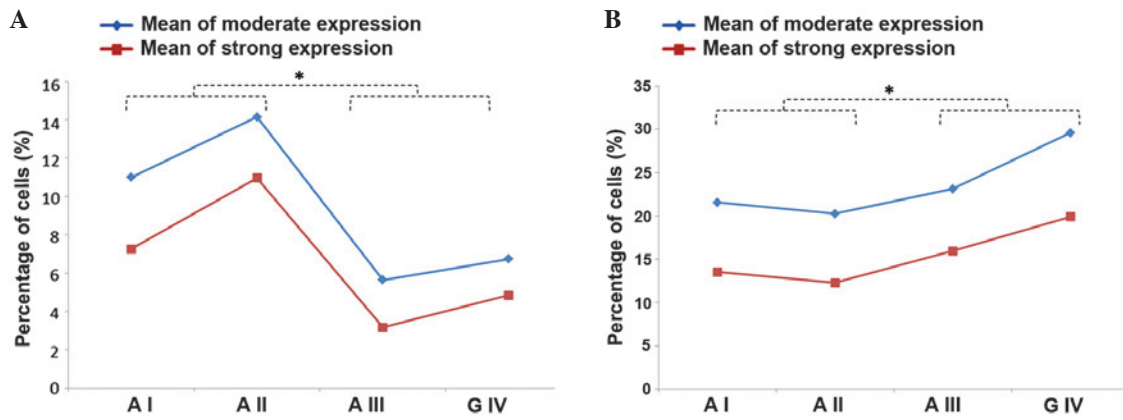 A
Mean of moderate expression
Mean of strong expression
*
Percentage of cells (%)
16
14
12
10
8
6
4
2
0
A I A II A III G IV
B
Mean of moderate expression
Mean of strong expression
*
Percentage of cells (%)
35
30
25
20
15
10
5
0
A I A II A III G IV